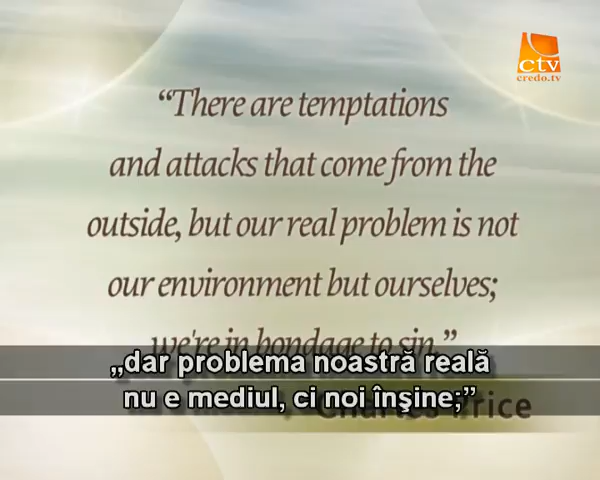 ctv
credo.tv
“There are temptations
and attacks that come from the
outside, but our real problem is not
our environment but ourselves;
we're in bondage to sin.”
„dar problema noastră reală
nu e mediul, ci noi înşine;”
Charles Price